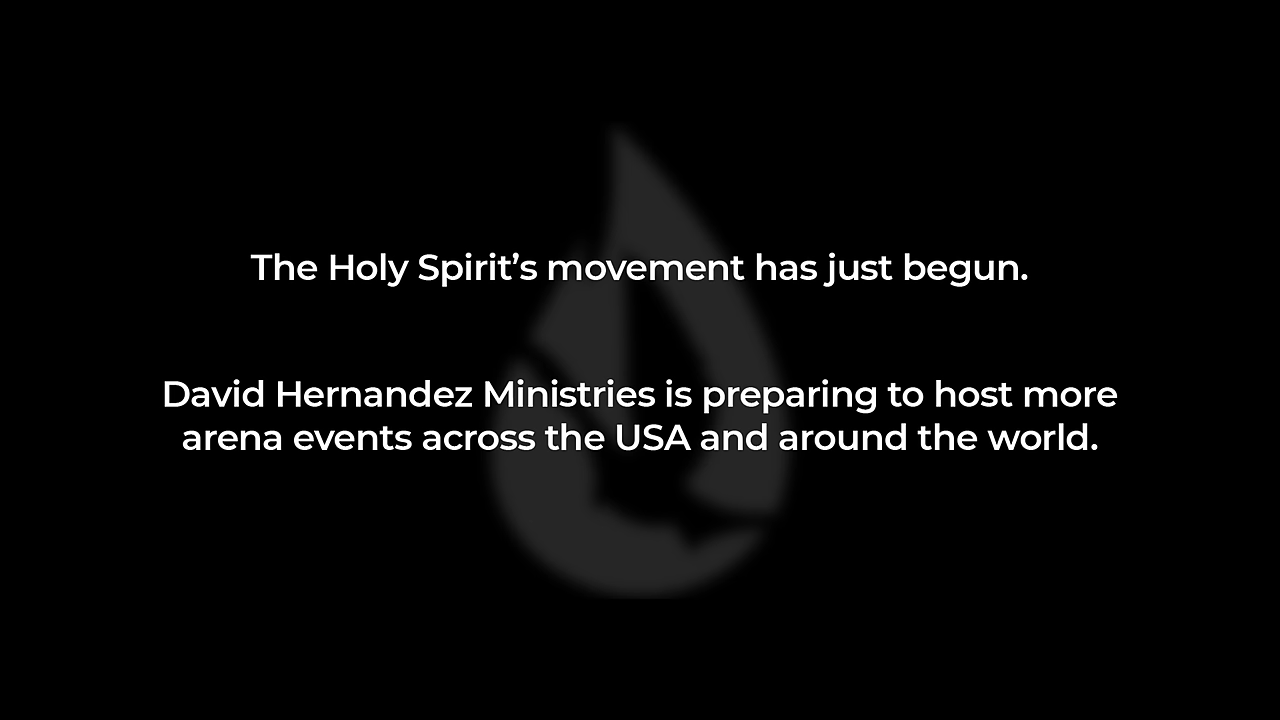 The Holy Spirit’s movement has just begun.
David Hernandez Ministries is preparing to host more
arena events across the USA and around the world.